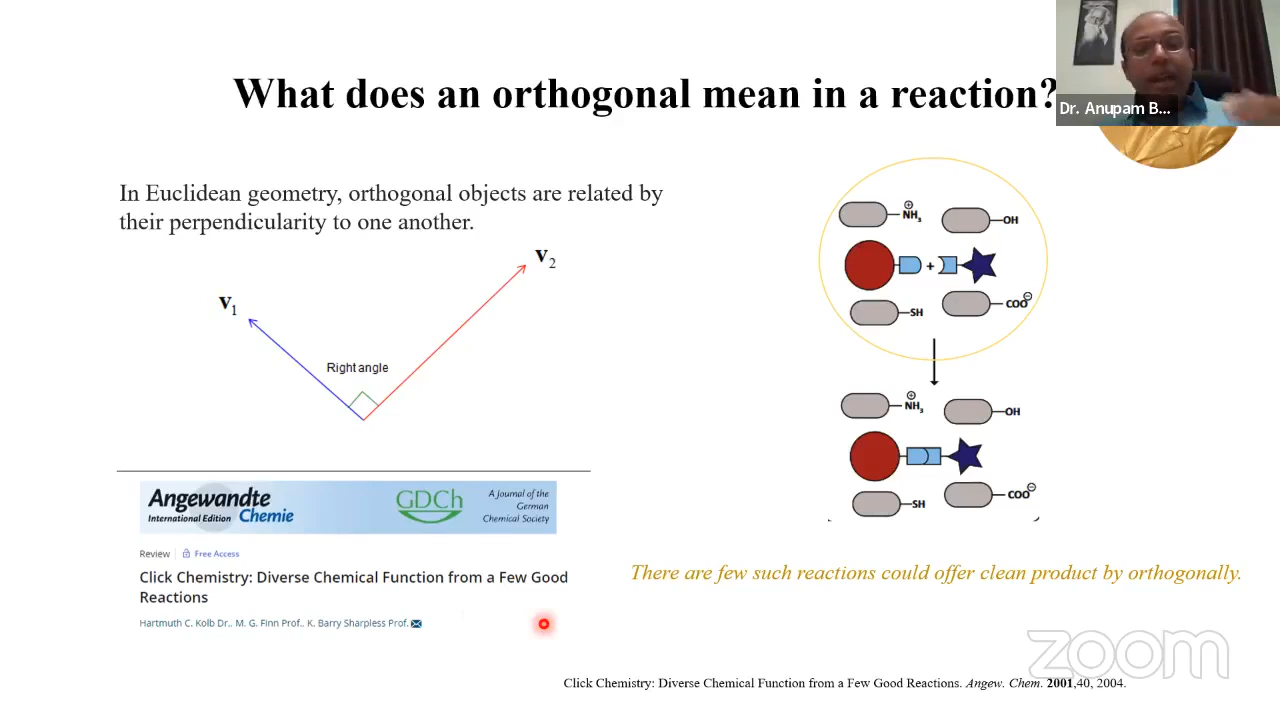 What does an orthogonal mean in a reaction?
Dr. Anupam B...
In Euclidean geometry, orthogonal objects are related by
their perpendicularity to one another.
v1
v2
Right angle
⊕
NH3
OH
+
SH
COO⊖
⊕
NH3
OH
SH
COO⊖
Angewandte
International Edition Chemie
GDCh
A Journal of the
German
Chemical Society
Review
Free Access
Click Chemistry: Diverse Chemical Function from a Few Good
Reactions
Hartmuth C. Kolb Dr., M. G. Finn Prof., K. Barry Sharpless Prof.
There are few such reactions could offer clean product by orthogonally.
zoom
Click Chemistry: Diverse Chemical Function from a Few Good Reactions. Angew. Chem. 2001,40, 2004.